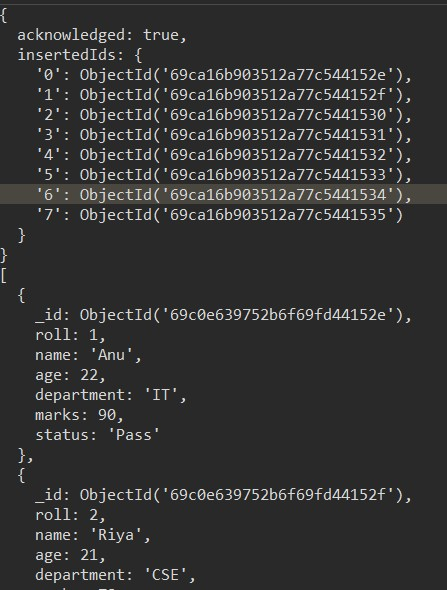 {
  acknowledged: true,
  insertedIds: {
    '0': ObjectId('69ca16b903512a77c544152e'),
    '1': ObjectId('69ca16b903512a77c544152f'),
    '2': ObjectId('69ca16b903512a77c5441530'),
    '3': ObjectId('69ca16b903512a77c5441531'),
    '4': ObjectId('69ca16b903512a77c5441532'),
    '5': ObjectId('69ca16b903512a77c5441533'),
    '6': ObjectId('69ca16b903512a77c5441534'),
    '7': ObjectId('69ca16b903512a77c5441535')
  }
}
[
  {
    _id: ObjectId('69c0e639752b6f69fd44152e'),
    roll: 1,
    name: 'Anu',
    age: 22,
    department: 'IT',
    marks: 90,
    status: 'Pass'
  },
  {
    _id: ObjectId('69c0e639752b6f69fd44152f'),
    roll: 2,
    name: 'Riya',
    age: 21,
    department: 'CSE',